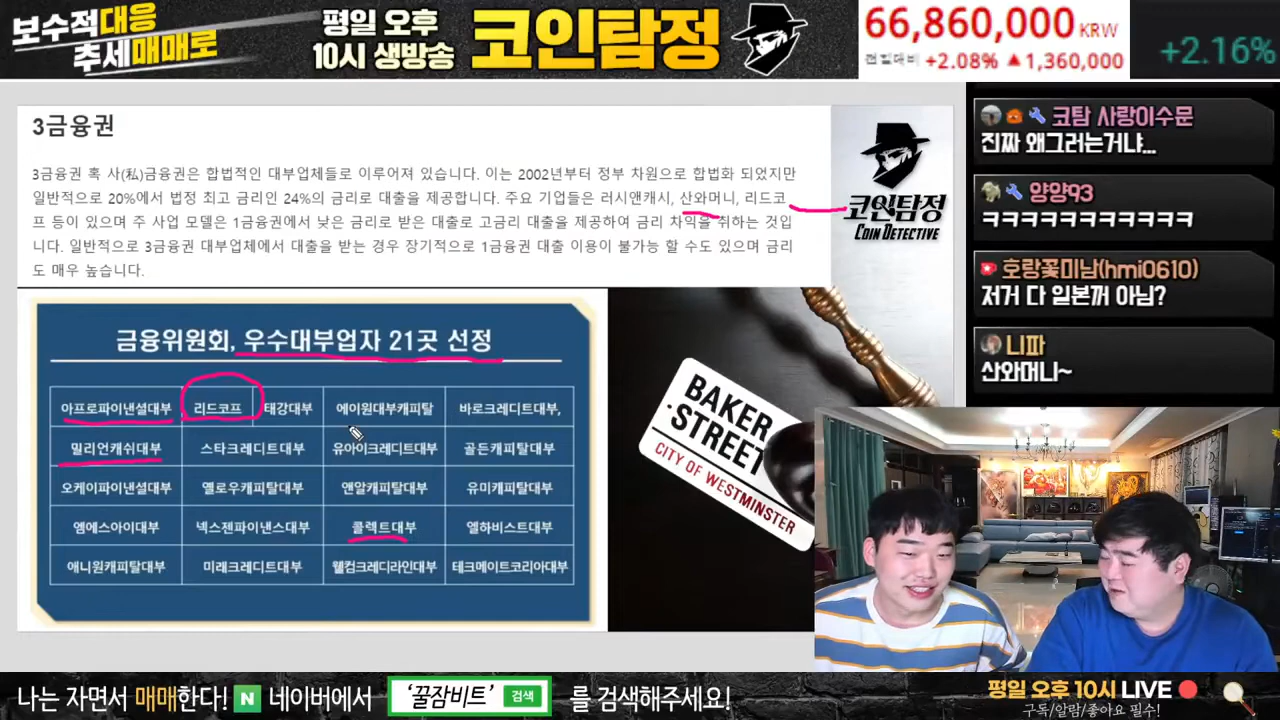 보수적대응
추세매매로
평일 오후
10시 생방송
코인탐정
66,860,000 KRW
전일대비 +2.08% ▲1,360,000
+2.16%
3금융권
3금융권 혹 사(私)금융권은 합법적인 대부업체들로 이루어져 있습니다. 이는 2002년부터 정부 차원으로 합법화 되었지만
일반적으로 20%에서 법정 최고 금리인 24%의 금리로 대출을 제공합니다. 주요 기업들은 러시앤캐시, 산와머니, 리드코
프 등이 있으며 주 사업 모델은 1금융권에서 낮은 금리로 받은 대출로 고금리 대출을 제공하여 금리 차익을 취하는 것입
니다. 일반적으로 3금융권 대부업체에서 대출을 받는 경우 장기적으로 1금융권 대출 이용이 불가능 할 수도 있으며 금리
도 매우 높습니다.
코인탐정
COIN DETECTIVE
금융위원회, 우수대부업자 21곳 선정
아프로파이낸셜대부 리드코프 태강대부 에이원대부캐피탈 바로크레디트대부,
밀리언캐쉬대부 스타크레디트대부 유아이크레디트대부 골든캐피탈대부
오케이파이낸셜대부 옐로우캐피탈대부 앤알캐피탈대부 유미캐피탈대부
엠에스아이대부 넥스젠파이낸스대부 콜렉트대부 엘하비스트대부
애니원캐피탈대부 미래크레디트대부 웰컴크레디라인대부 테크메이트코리아대부
BAKER
STREET
CITY OF WESTMINSTER
코탐 사랑이수문
진짜 왜그러는거냐...
양양93
ㅋㅋㅋㅋㅋㅋㅋㅋㅋㅋㅋ
호랑꽃미남(hmi0610)
저거 다 일본꺼 아님?
니파
산와머니~
나는 자면서 매매한다! N 네이버에서 '꿀잠비트' 검색 를 검색해주세요!
평일 오후 10시 LIVE
구독/알람/좋아요 필수!